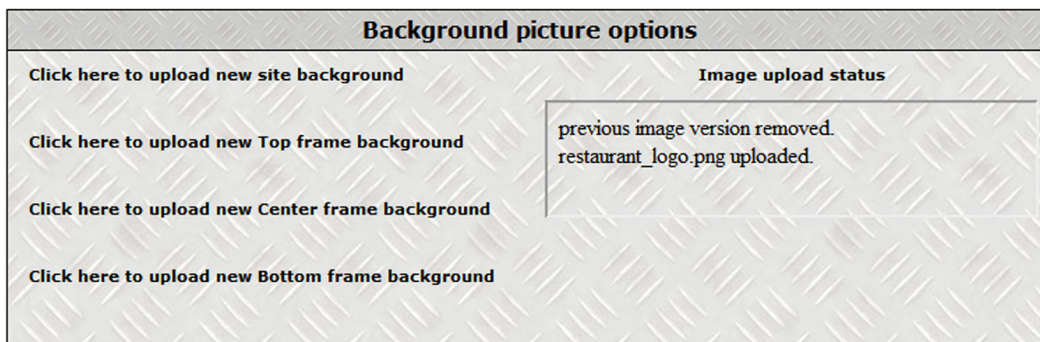 Background picture options
Click here to upload new site background
Image upload status
previous image version removed.
restaurant_logo.png uploaded.
Click here to upload new Top frame background
Click here to upload new Center frame background
Click here to upload new Bottom frame background